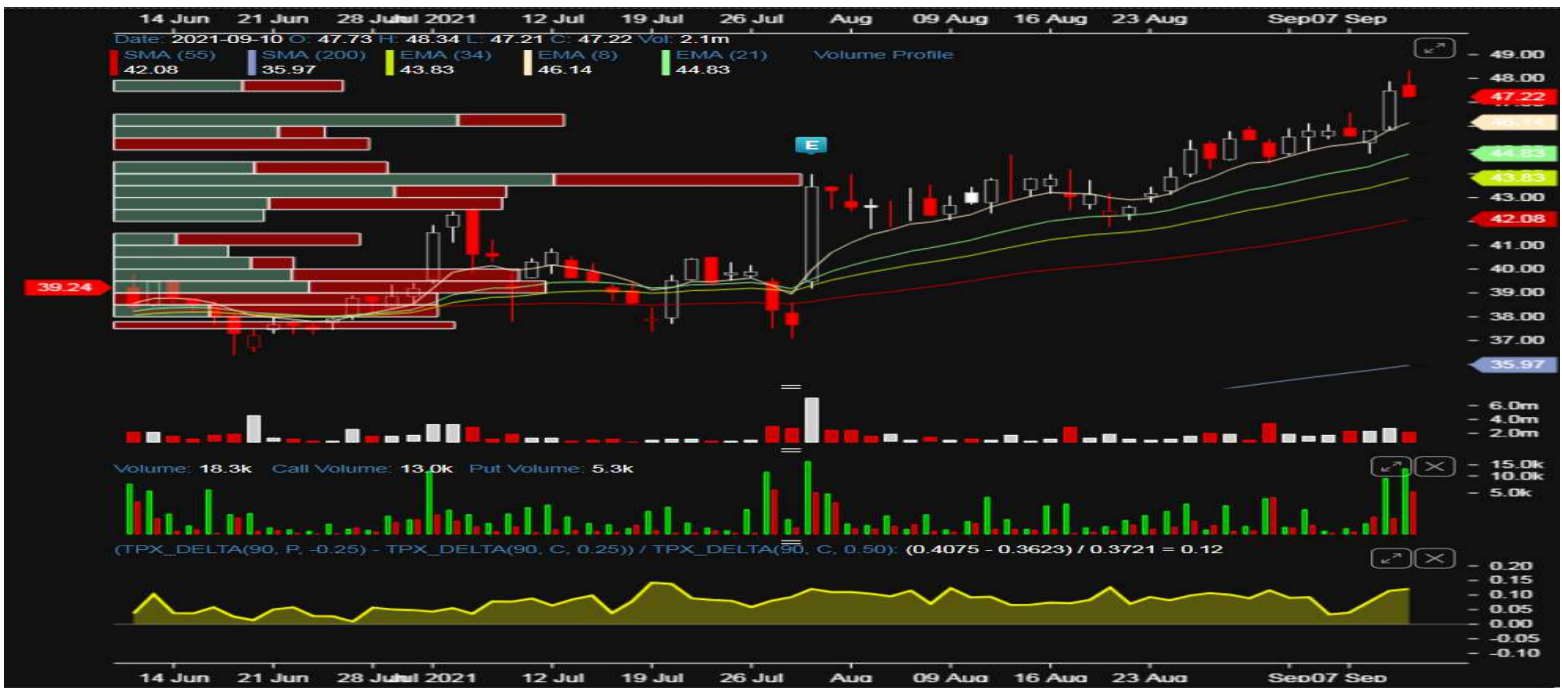 14 Jun 21 Jun 28 Jun Jul 2021 12 Jul 19 Jul 26 Jul Aug 09 Aug 16 Aug 23 Aug Sep 07 Sep
Date: 2021-09-10 O: 47.73 H: 48.34 L: 47.21 C: 47.22 Vol: 2.1m
SMA (55) SMA (200) EMA (34) EMA (8) EMA (21) Volume Profile
42.08 35.97 43.83 46.14 44.83
49.00
48.00
47.22
46.14
E
44.83
43.83
43.00
42.08
41.00
40.00
39.24
39.00
38.00
37.00
35.97
6.0m
4.0m
2.0m
Volume: 18.3k Call Volume: 13.0k Put Volume: 5.3k
15.0k
10.0k
5.0k
(TPX_DELTA(90, P, -0.25) - TPX_DELTA(90, C, 0.25)) / TPX_DELTA(90, C, 0.50): (0.4075 - 0.3623) / 0.3721 = 0.12
0.20
0.15
0.10
0.05
0.00
-0.05
-0.10
14 Jun 21 Jun 28 Jun Jul 2021 12 Jul 19 Jul 26 Jul Aug 09 Aug 16 Aug 23 Aug Sep 07 Sep